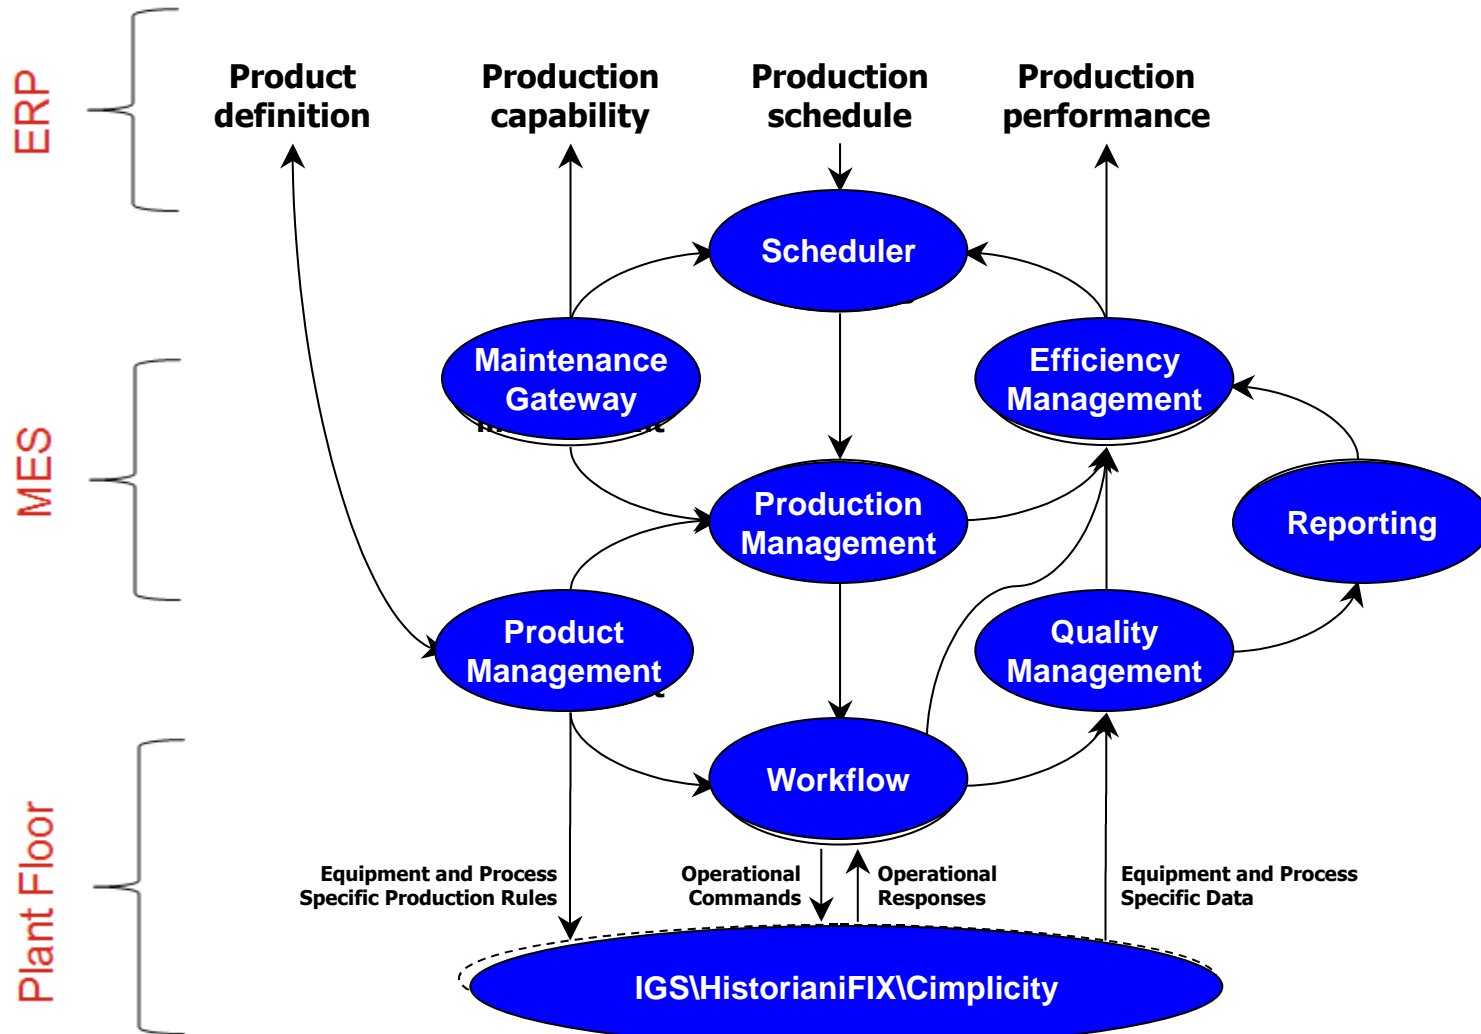 ERP
Product
definition
Production
capability
Production
schedule
Production
performance
Scheduler
Maintenance
Gateway
Efficiency
Management
MES
Production
Management
Reporting
Product
Management
Quality
Management
Workflow
Plant Floor
Equipment and Process
Specific Production Rules
Operational
Commands
Operational
Responses
Equipment and Process
Specific Data
IGS\HistorianiFIX\Cimplicity